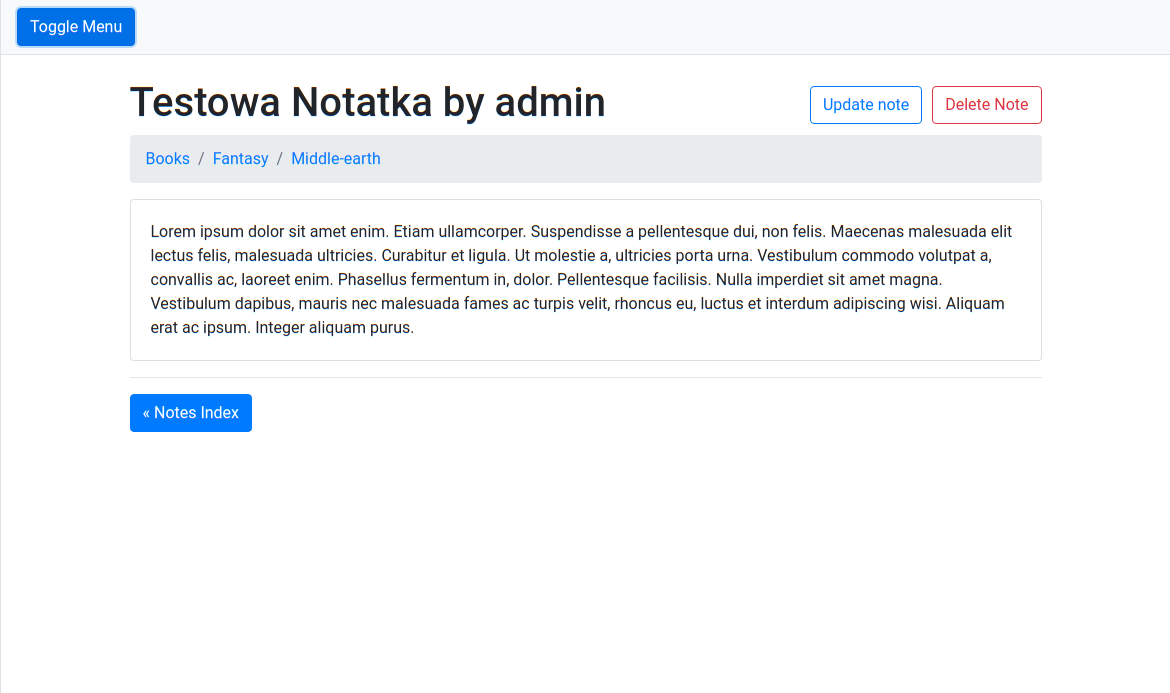 Toggle Menu
Testowa Notatka by admin
Update note
Delete Note
Books / Fantasy / Middle-earth
Lorem ipsum dolor sit amet enim. Etiam ullamcorper. Suspendisse a pellentesque dui, non felis. Maecenas malesuada elit
lectus felis, malesuada ultricies. Curabitur et ligula. Ut molestie a, ultricies porta urna. Vestibulum commodo volutpat a,
convallis ac, laoreet enim. Phasellus fermentum in, dolor. Pellentesque facilisis. Nulla imperdiet sit amet magna.
Vestibulum dapibus, mauris nec malesuada fames ac turpis velit, rhoncus eu, luctus et interdum adipiscing wisi. Aliquam
erat ac ipsum. Integer aliquam purus.
« Notes Index